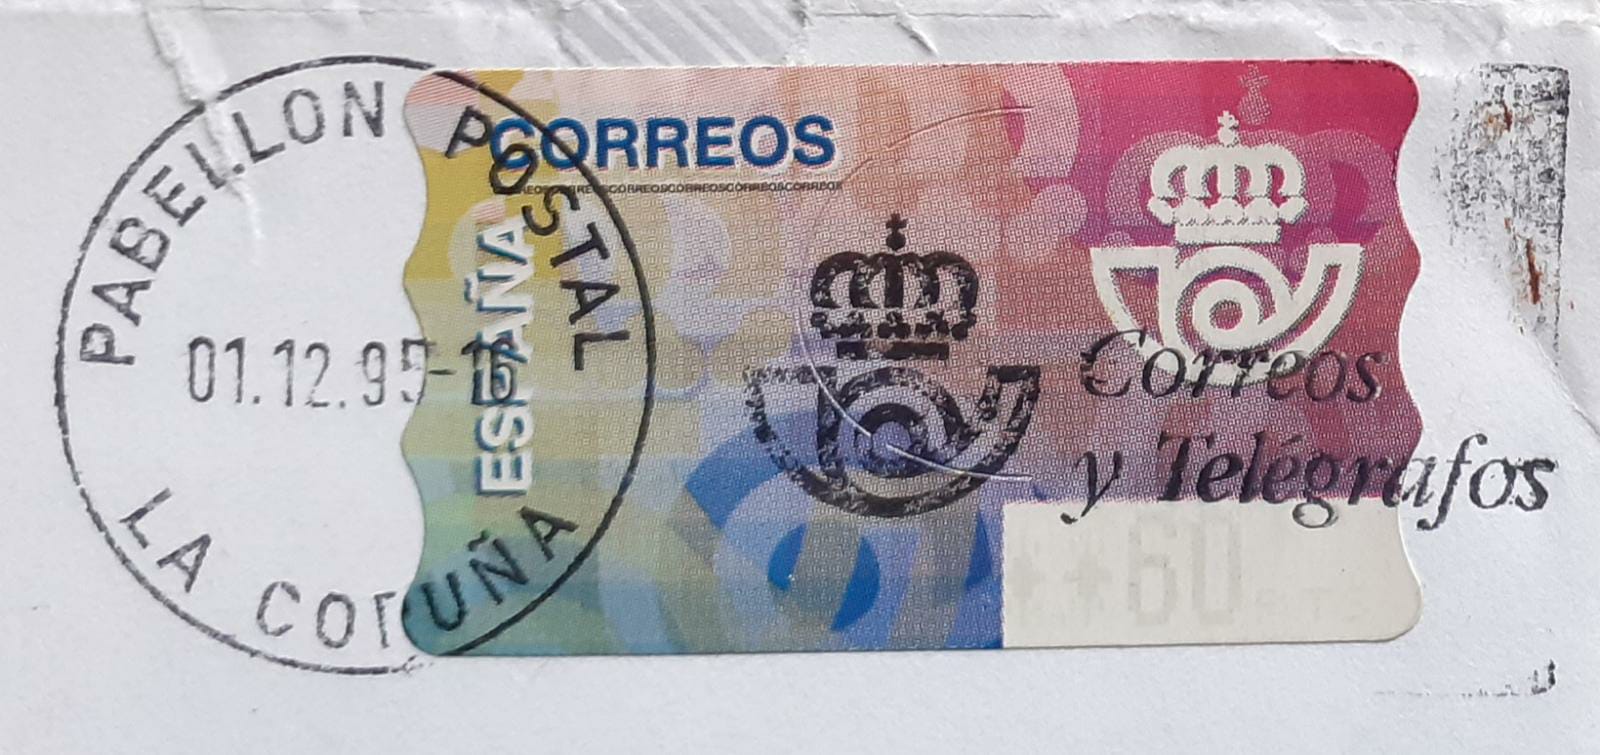 PABELLON POSTAL
01.12.95-
LA CORUÑA
CORREOS
ESPAÑA
Correos
y Telégrafos
**60